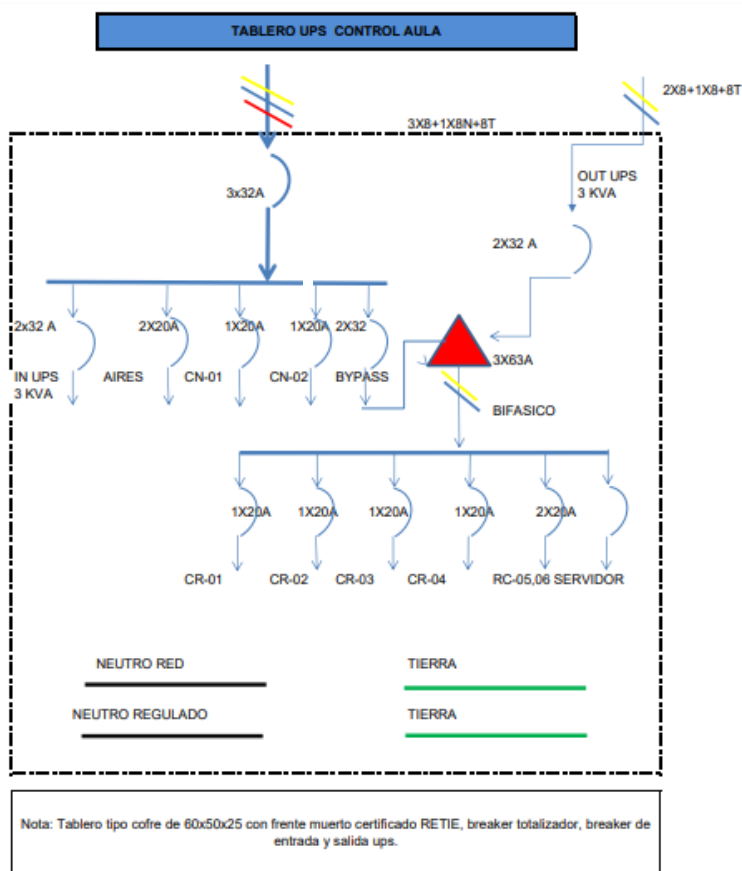 TABLERO UPS CONTROL AULA
2X8+1X8+8T
3X8+1X8N+8T
OUT UPS
3 KVA
3x32A
2X32 A
2x32 A
2X20A
1X20A
1X20A
2X32
IN UPS
3 KVA
AIRES
CN-01
CN-02
BYPASS
3X63A
BIFASICO
1X20A
1X20A
1X20A
1X20A
2X20A
CR-01
CR-02
CR-03
CR-04
RC-05,06 SERVIDOR
NEUTRO RED
TIERRA
NEUTRO REGULADO
TIERRA
Nota: Tablero tipo cofre de 60x50x25 con frente muerto certificado RETIE, breaker totalizador, breaker de
entrada y salida ups.